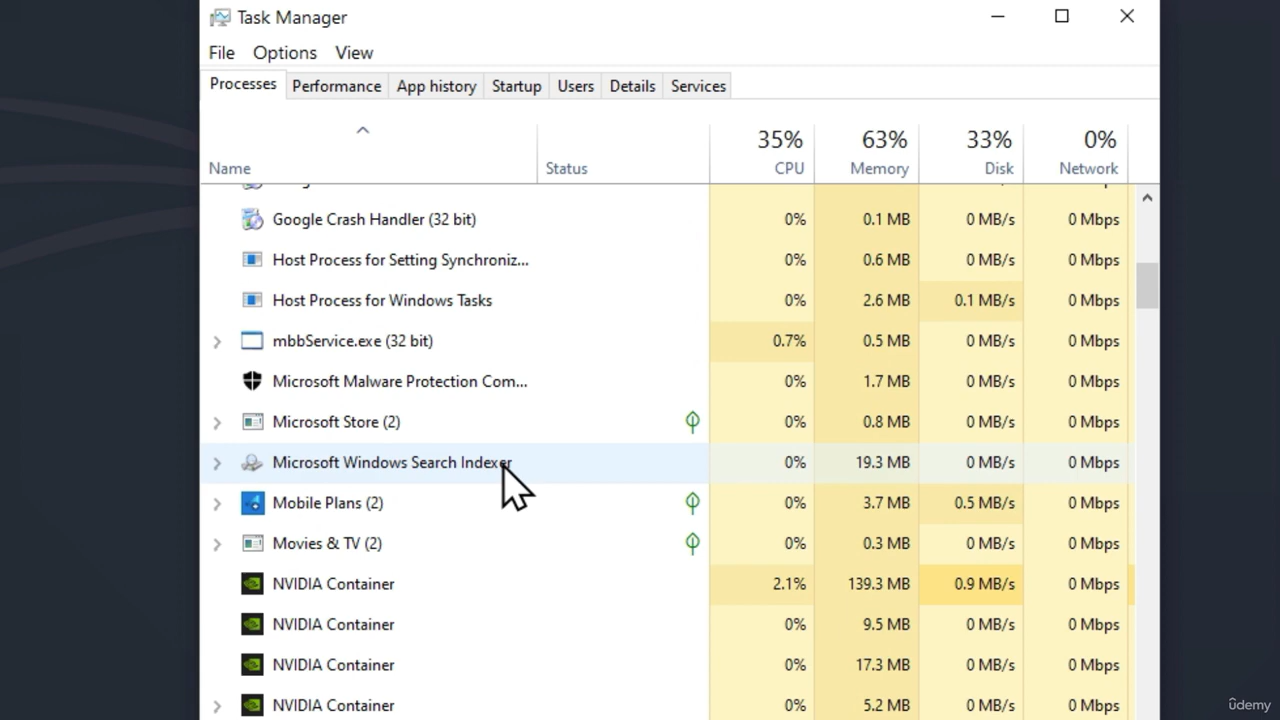 Task Manager
File Options View
Processes Performance App history Startup Users Details Services
35% 63% 33% 0%
Name Status CPU Memory Disk Network
Google Crash Handler (32 bit) 0% 0.1 MB 0 MB/s 0 Mbps
Host Process for Setting Synchroniz... 0% 0.6 MB 0 MB/s 0 Mbps
Host Process for Windows Tasks 0% 2.6 MB 0.1 MB/s 0 Mbps
mbbService.exe (32 bit) 0.7% 0.5 MB 0 MB/s 0 Mbps
Microsoft Malware Protection Com... 0% 1.7 MB 0 MB/s 0 Mbps
Microsoft Store (2) 0% 0.8 MB 0 MB/s 0 Mbps
Microsoft Windows Search Indexer 0% 19.3 MB 0 MB/s 0 Mbps
Mobile Plans (2) 0% 3.7 MB 0.5 MB/s 0 Mbps
Movies & TV (2) 0% 0.3 MB 0 MB/s 0 Mbps
NVIDIA Container 2.1% 139.3 MB 0.9 MB/s 0 Mbps
NVIDIA Container 0% 9.5 MB 0 MB/s 0 Mbps
NVIDIA Container 0% 17.3 MB 0 MB/s 0 Mbps
NVIDIA Container 0% 5.2 MB 0 MB/s 0 Mbps
ûdemy